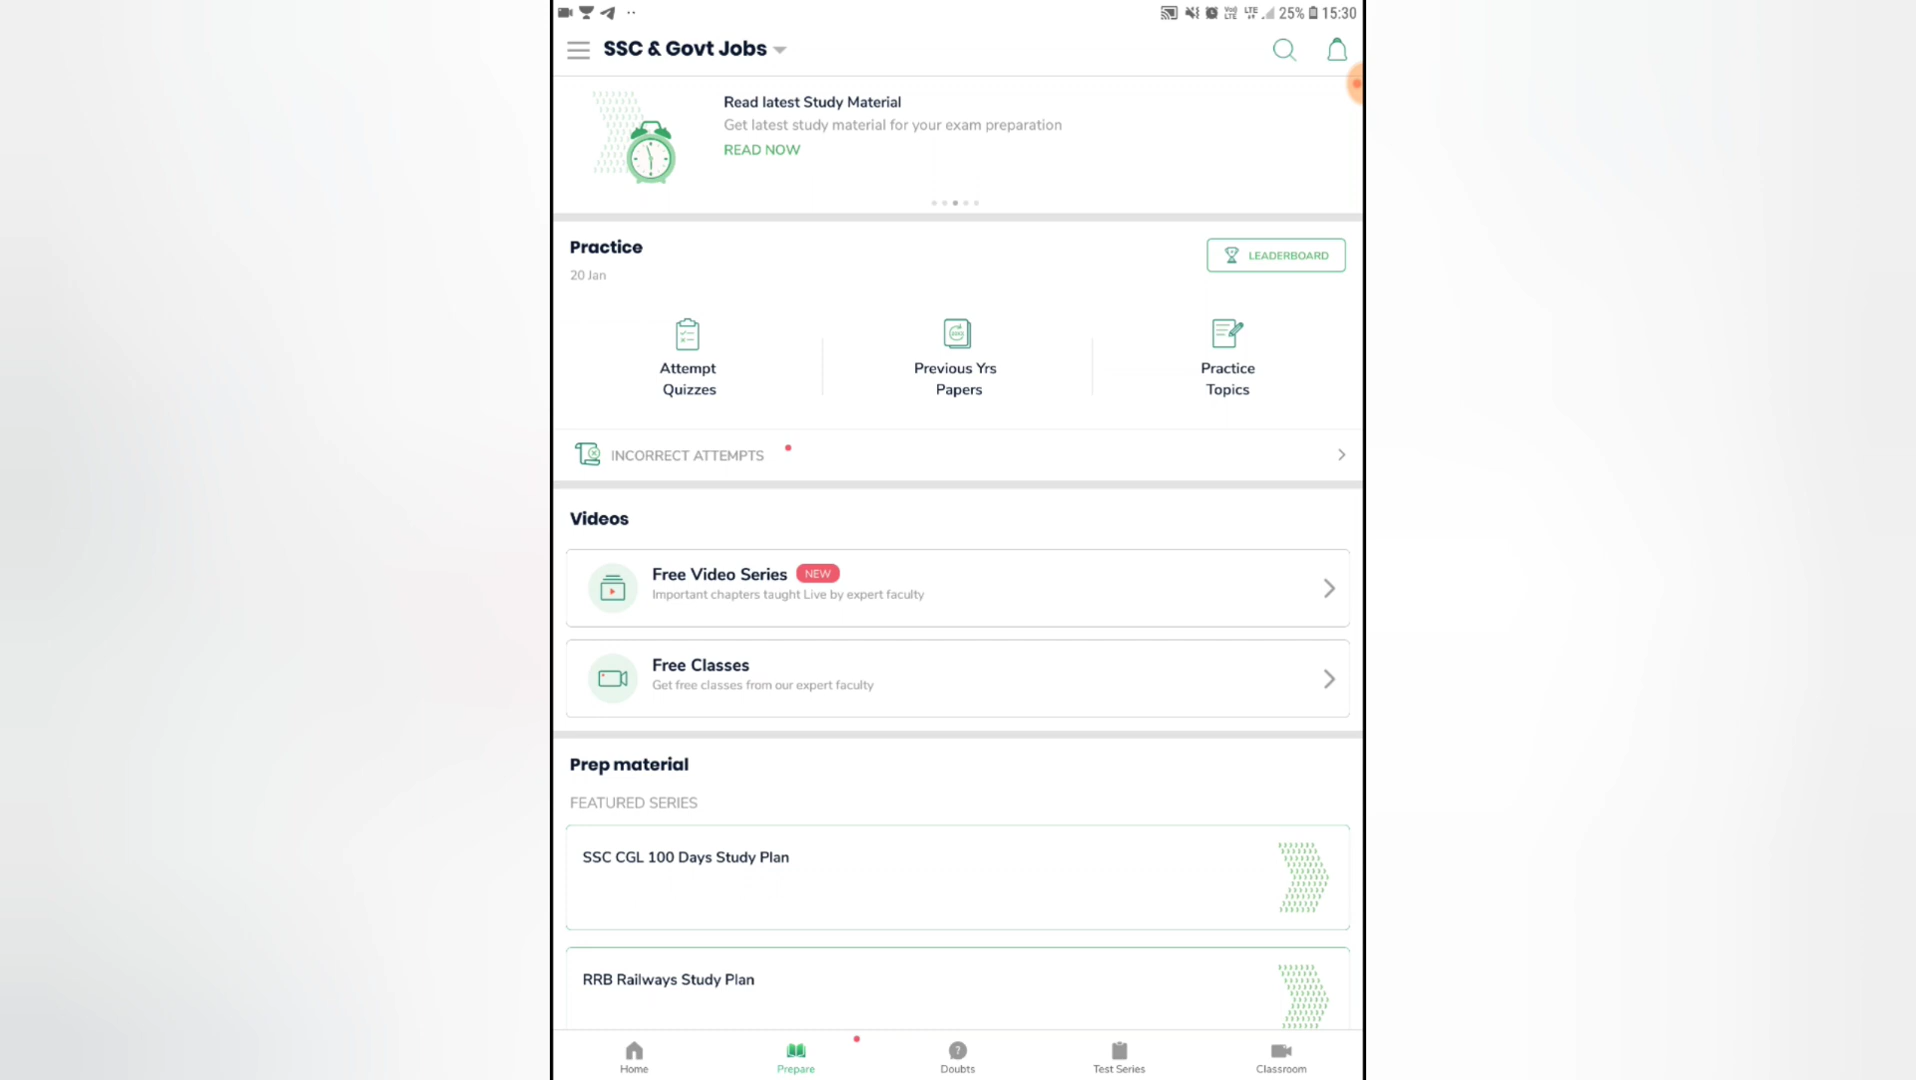 25% 15:30
SSC & Govt Jobs
Read latest Study Material
Get latest study material for your exam preparation
READ NOW
Practice
LEADERBOARD
20 Jan
Attempt
Quizzes
Previous Yrs
Papers
Practice
Topics
INCORRECT ATTEMPTS
Videos
Free Video Series NEW
Important chapters taught Live by expert faculty
Free Classes
Get free classes from our expert faculty
Prep material
FEATURED SERIES
SSC CGL 100 Days Study Plan
RRB Railways Study Plan
Home
Prepare
Doubts
Test Series
Classroom